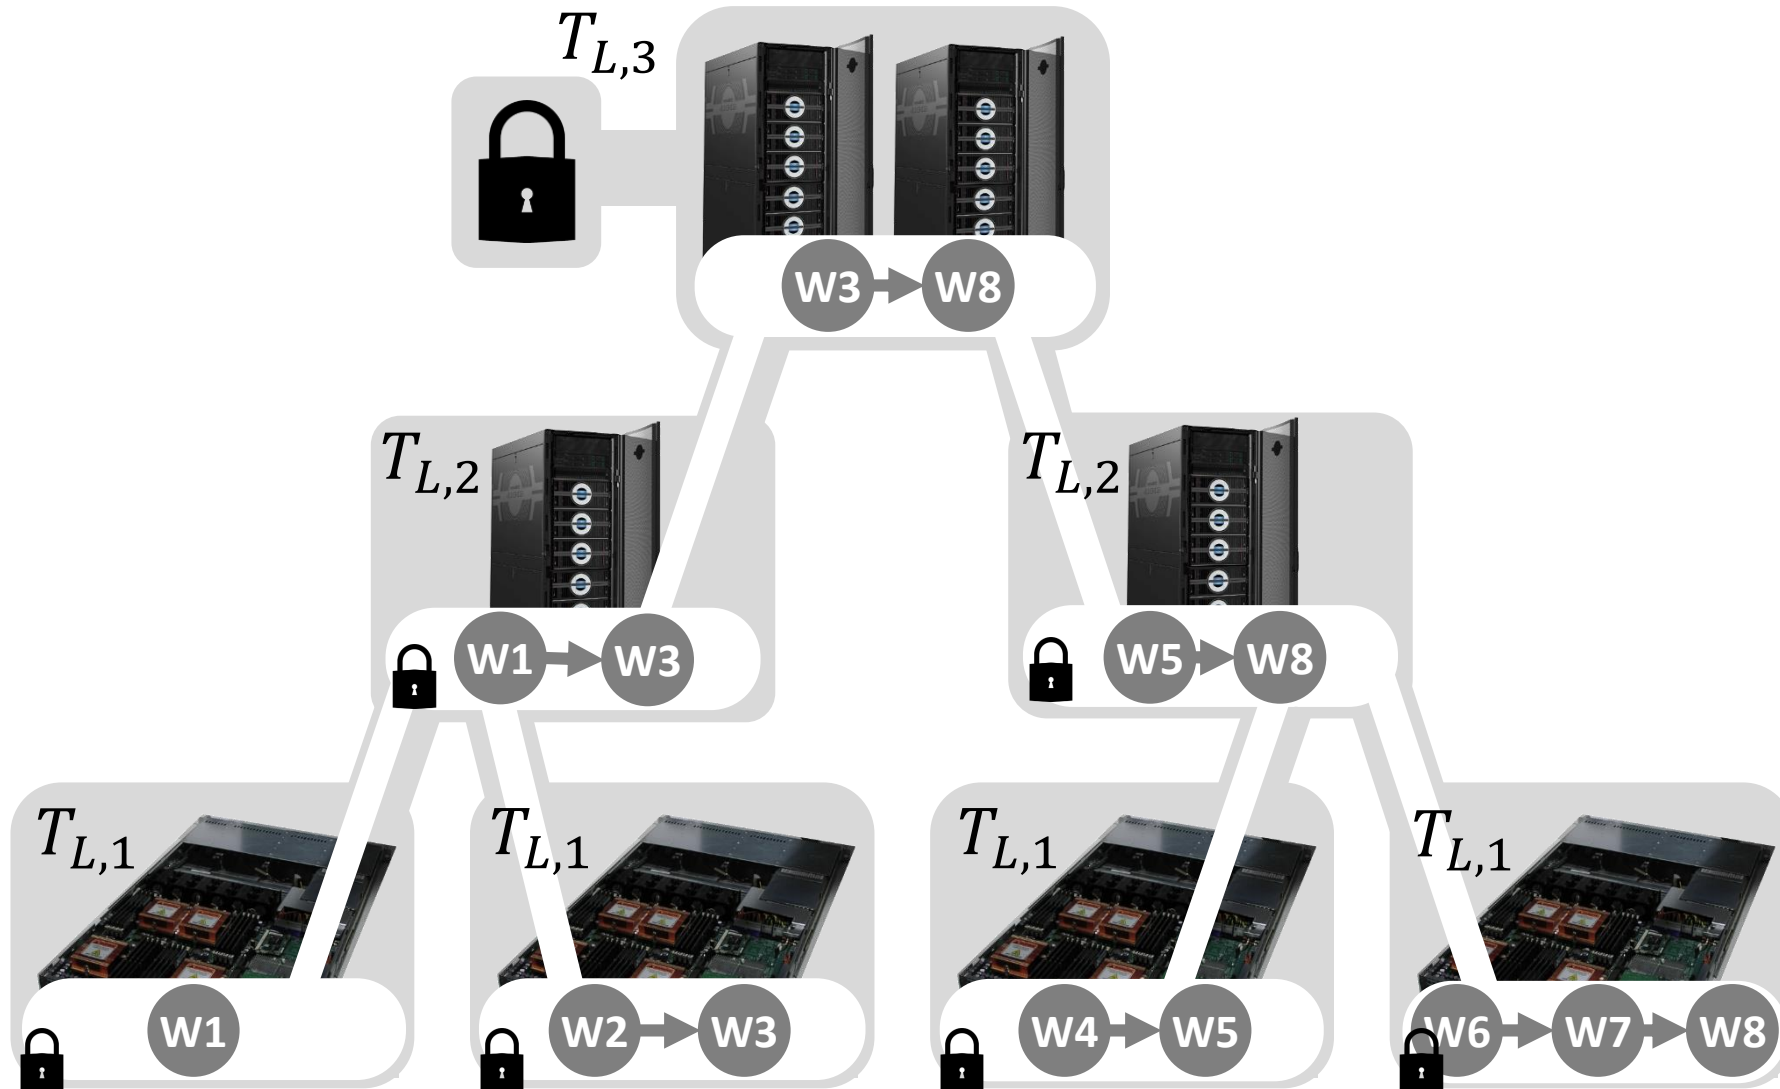 T_{L,3}
W3 W8
T_{L,2} T_{L,2}
W1 W3 W5 W8
T_{L,1} T_{L,1} T_{L,1} T_{L,1}
W1 W2 W3 W4 W5 W6 W7 W8